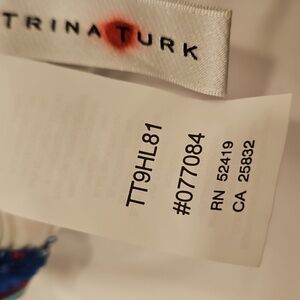 TRINA TURK
TT9HL81
#077084
RN 52419
CA 25832